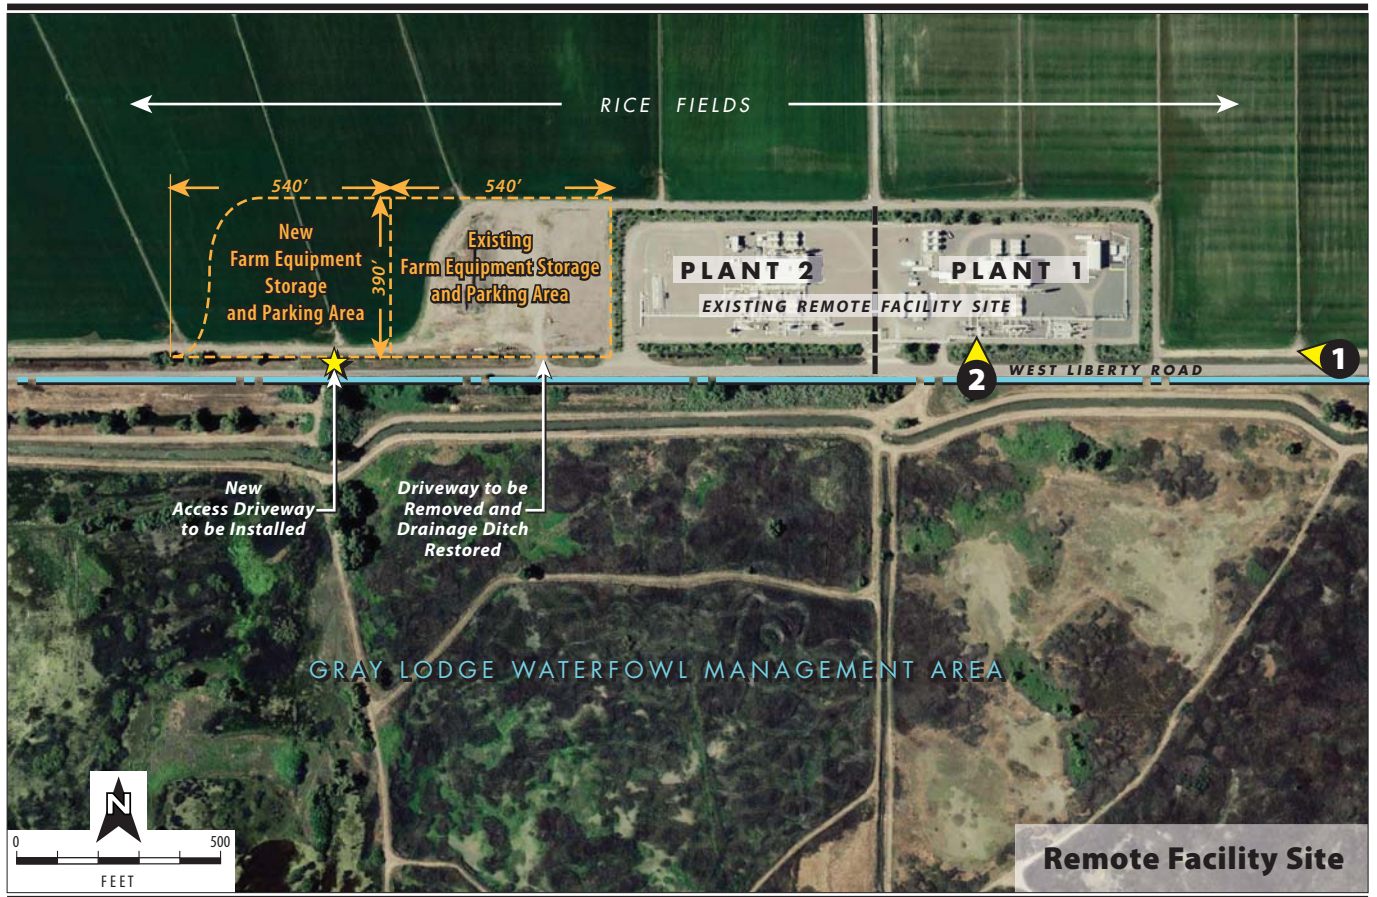 RICE FIELDS
540’
540’
390’
New
Farm Equipment
Storage
and Parking Area
Existing
Farm Equipment Storage
and Parking Area
PLANT 2
PLANT 1
EXISTING REMOTE FACILITY SITE
1
2
WEST LIBERTY ROAD
New
Access Driveway
to be Installed
Driveway to be
Removed and
Drainage Ditch
Restored
GRAY LODGE WATERFOWL MANAGEMENT AREA
N
0 500
FEET
Remote Facility Site